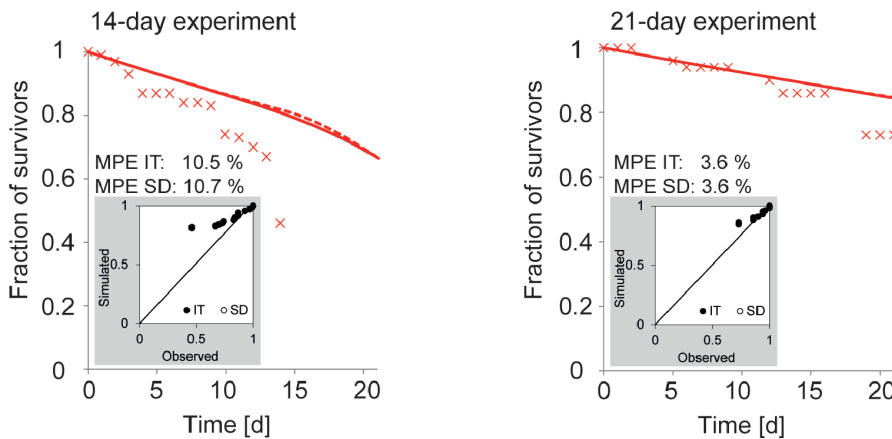 14-day experiment
Fraction of survivors
1
0.8
0.6
0.4
0.2
0
MPE IT: 10.5 %
MPE SD: 10.7 %
Simulated
1
0.5
0
IT SD
0 0.5 1
Observed
0 5 10 15 20
Time [d]
21-day experiment
Fraction of survivors
1
0.8
0.6
0.4
0.2
0
MPE IT: 3.6 %
MPE SD: 3.6 %
Simulated
1
0.5
0
IT SD
0 0.5 1
Observed
0 5 10 15 20
Time [d]